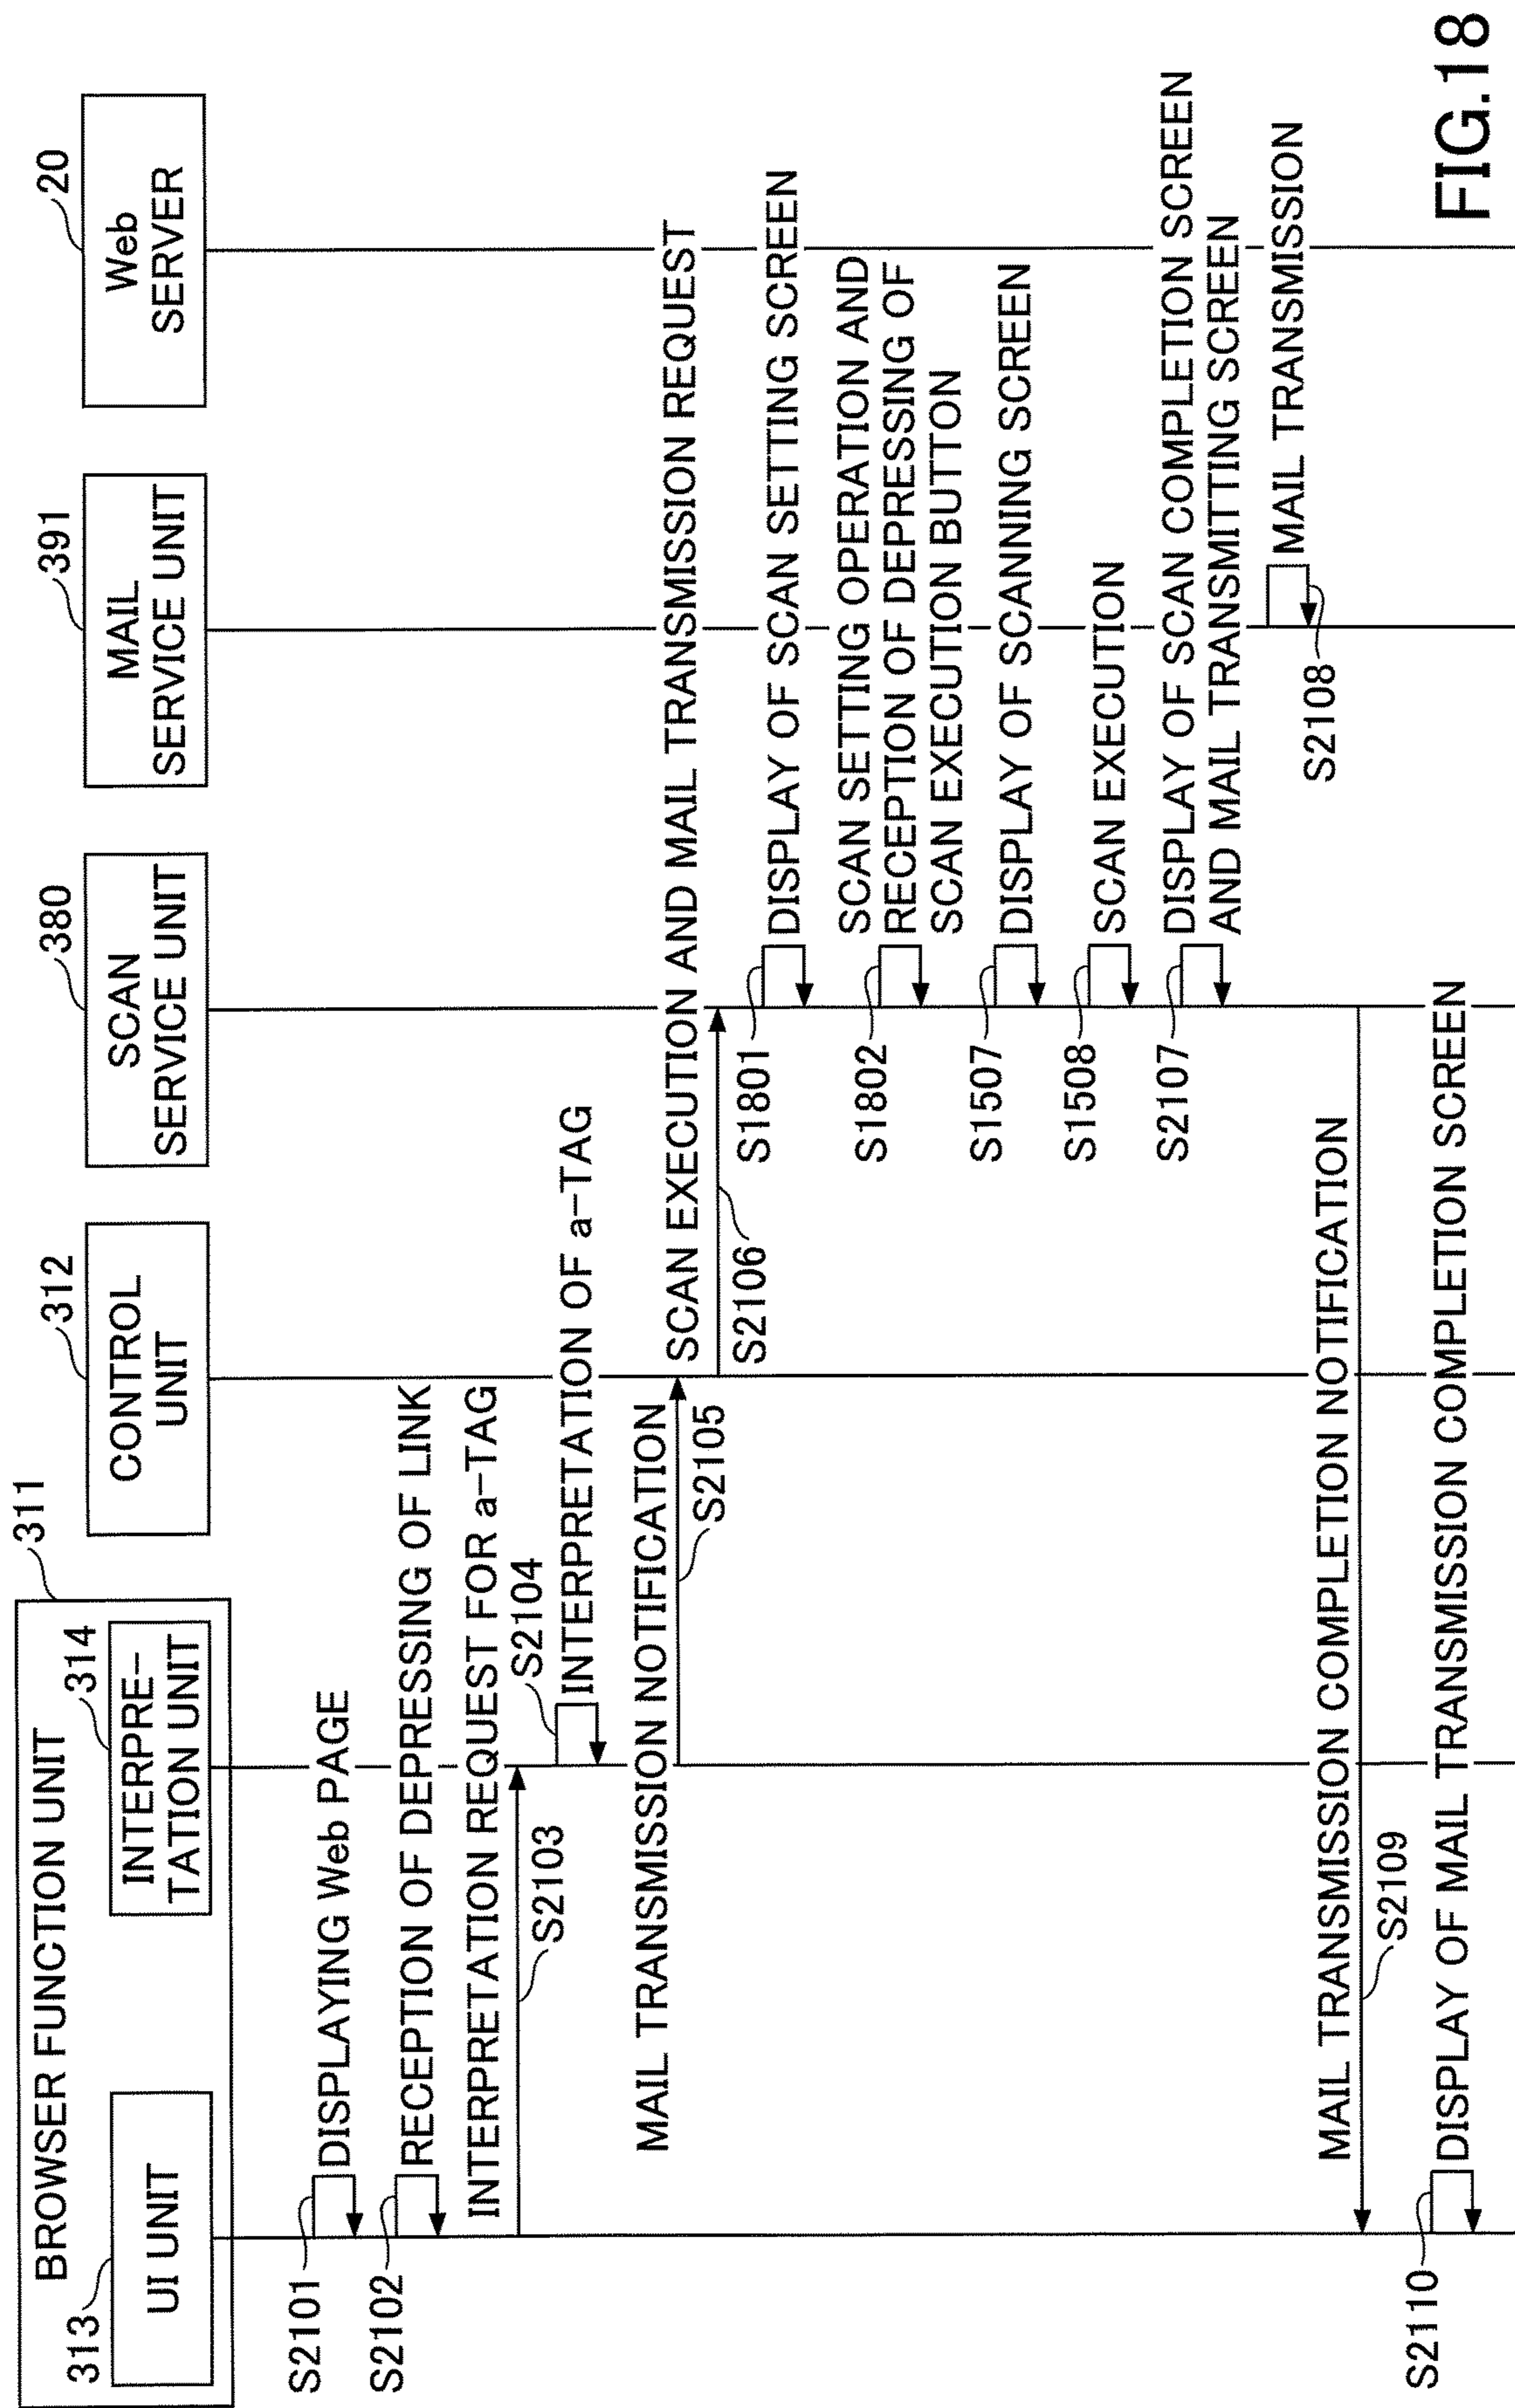 BROWSER FUNCTION UNIT
311
313
UI UNIT
314
INTERPRE-
TATION UNIT
312
CONTROL
UNIT
380
SCAN
SERVICE UNIT
391
MAIL
SERVICE UNIT
20
Web
SERVER
S2101
DISPLAYING Web PAGE
S2102
RECEPTION OF DEPRESSING OF LINK
INTERPRETATION REQUEST FOR a-TAG
S2103
S2104
INTERPRETATION OF a-TAG
MAIL TRANSMISSION NOTIFICATION
S2105
SCAN EXECUTION AND MAIL TRANSMISSION REQUEST
S2106
S1801
DISPLAY OF SCAN SETTING SCREEN
S1802
SCAN SETTING OPERATION AND
RECEPTION OF DEPRESSING OF
SCAN EXECUTION BUTTON
S1507
DISPLAY OF SCANNING SCREEN
S1508
SCAN EXECUTION
S2107
DISPLAY OF SCAN COMPLETION SCREEN
AND MAIL TRANSMITTING SCREEN
S2108
MAIL TRANSMISSION
MAIL TRANSMISSION COMPLETION NOTIFICATION
S2109
S2110
DISPLAY OF MAIL TRANSMISSION COMPLETION SCREEN
FIG.18